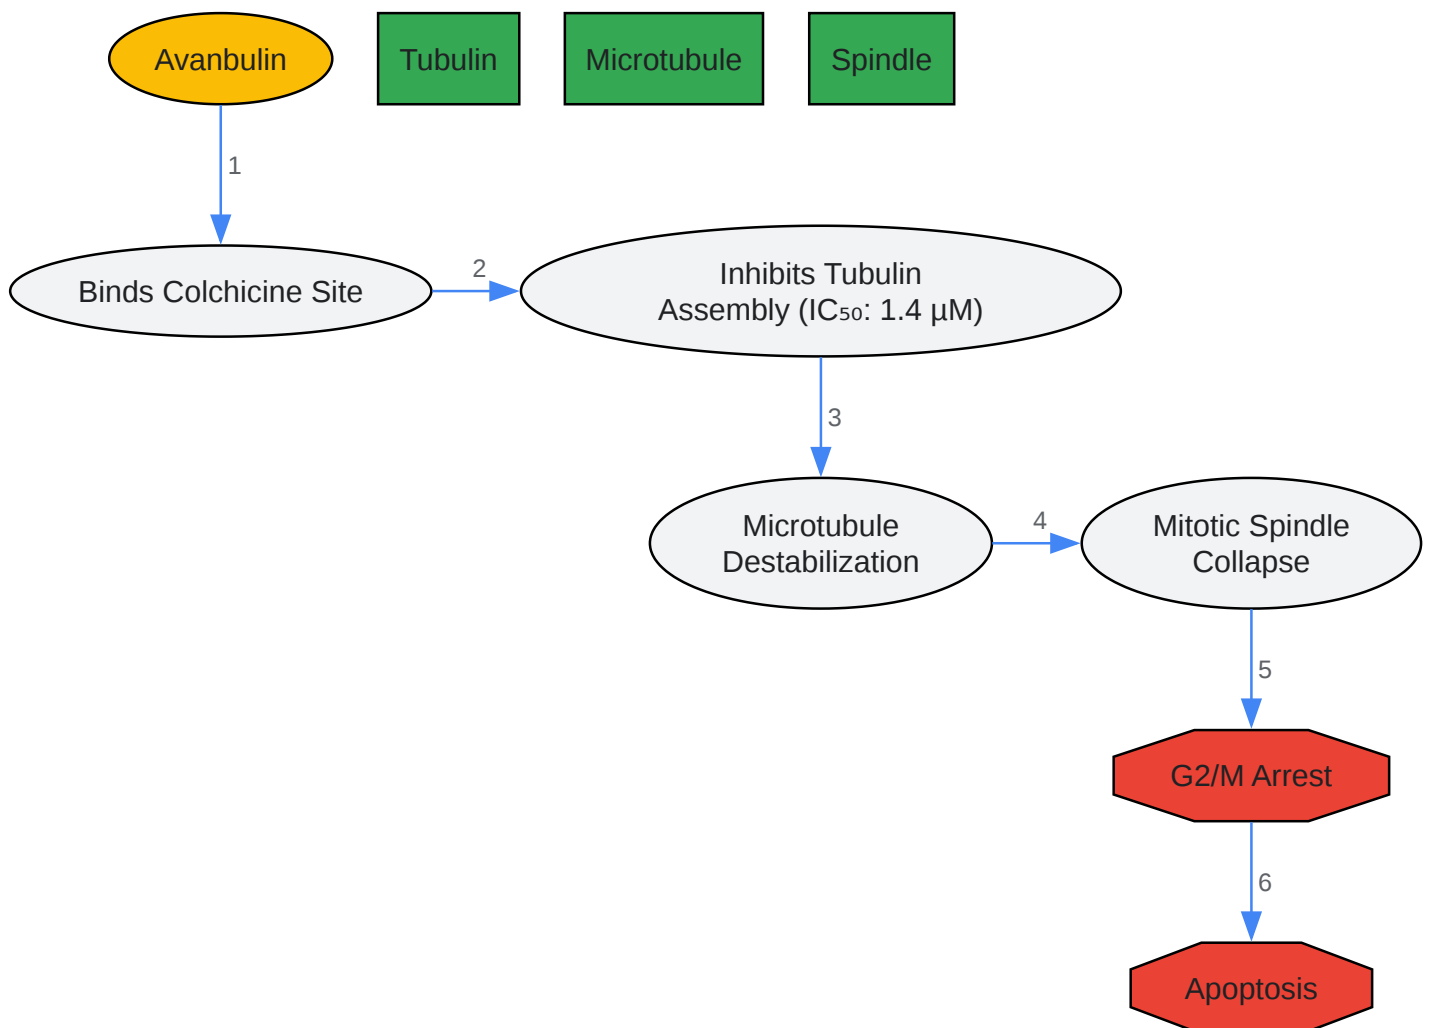 Avanbulin
Tubulin
Microtubule
Spindle
1
Binds Colchicine Site
2
Inhibits Tubulin
Assembly (IC₅₀: 1.4 µM)
3
Microtubule
Destabilization
4
Mitotic Spindle
Collapse
5
G2/M Arrest
6
Apoptosis